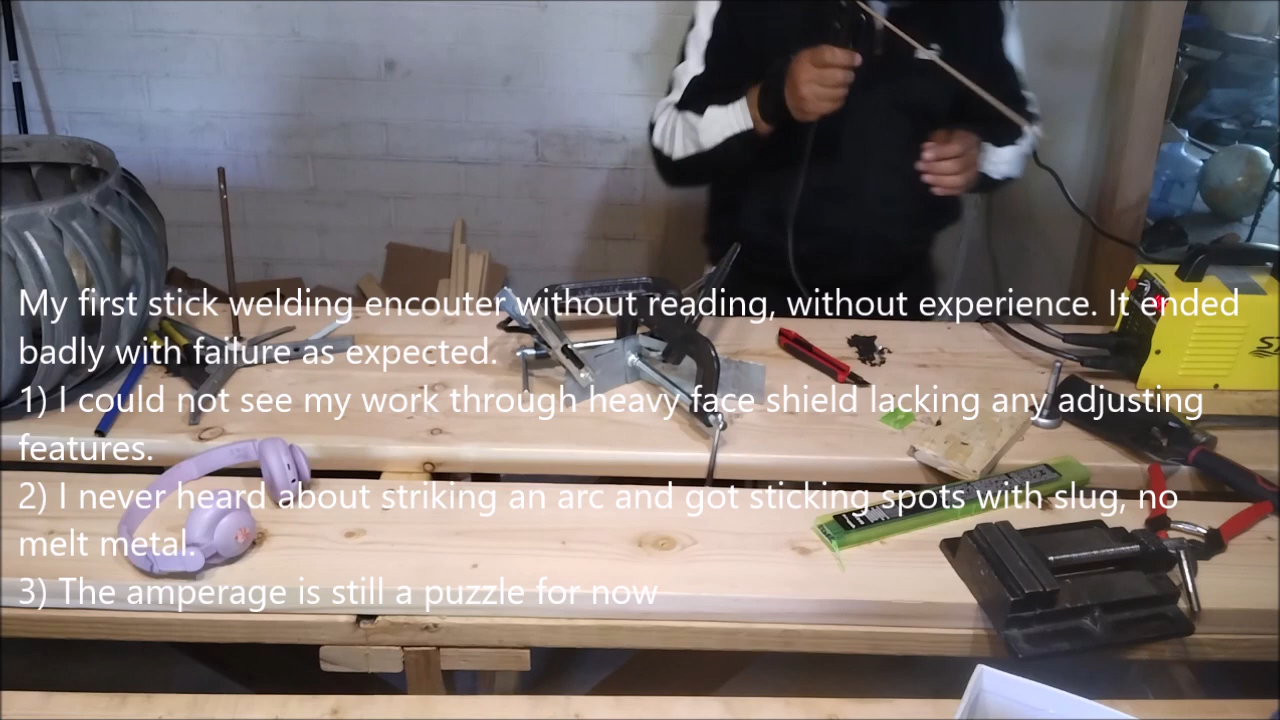 My first stick welding encouter without reading, without experience. It ended
badly with failure as expected.
1) I could not see my work through heavy face shield lacking any adjusting
features.
2) I never heard about striking an arc and got sticking spots with slug, no
melt metal.
3) The amperage is still a puzzle for now